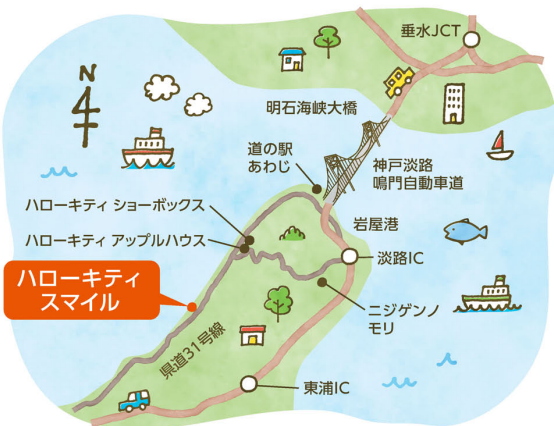 垂水JCT
N
明石海峡大橋
道の駅
あわじ
神戸淡路
鳴門自動車道
ハローキティ ショーボックス
岩屋港
ハローキティ アップルハウス
淡路IC
ハローキティ
スマイル
ニジゲンノ
モリ
県道31号線
東浦IC